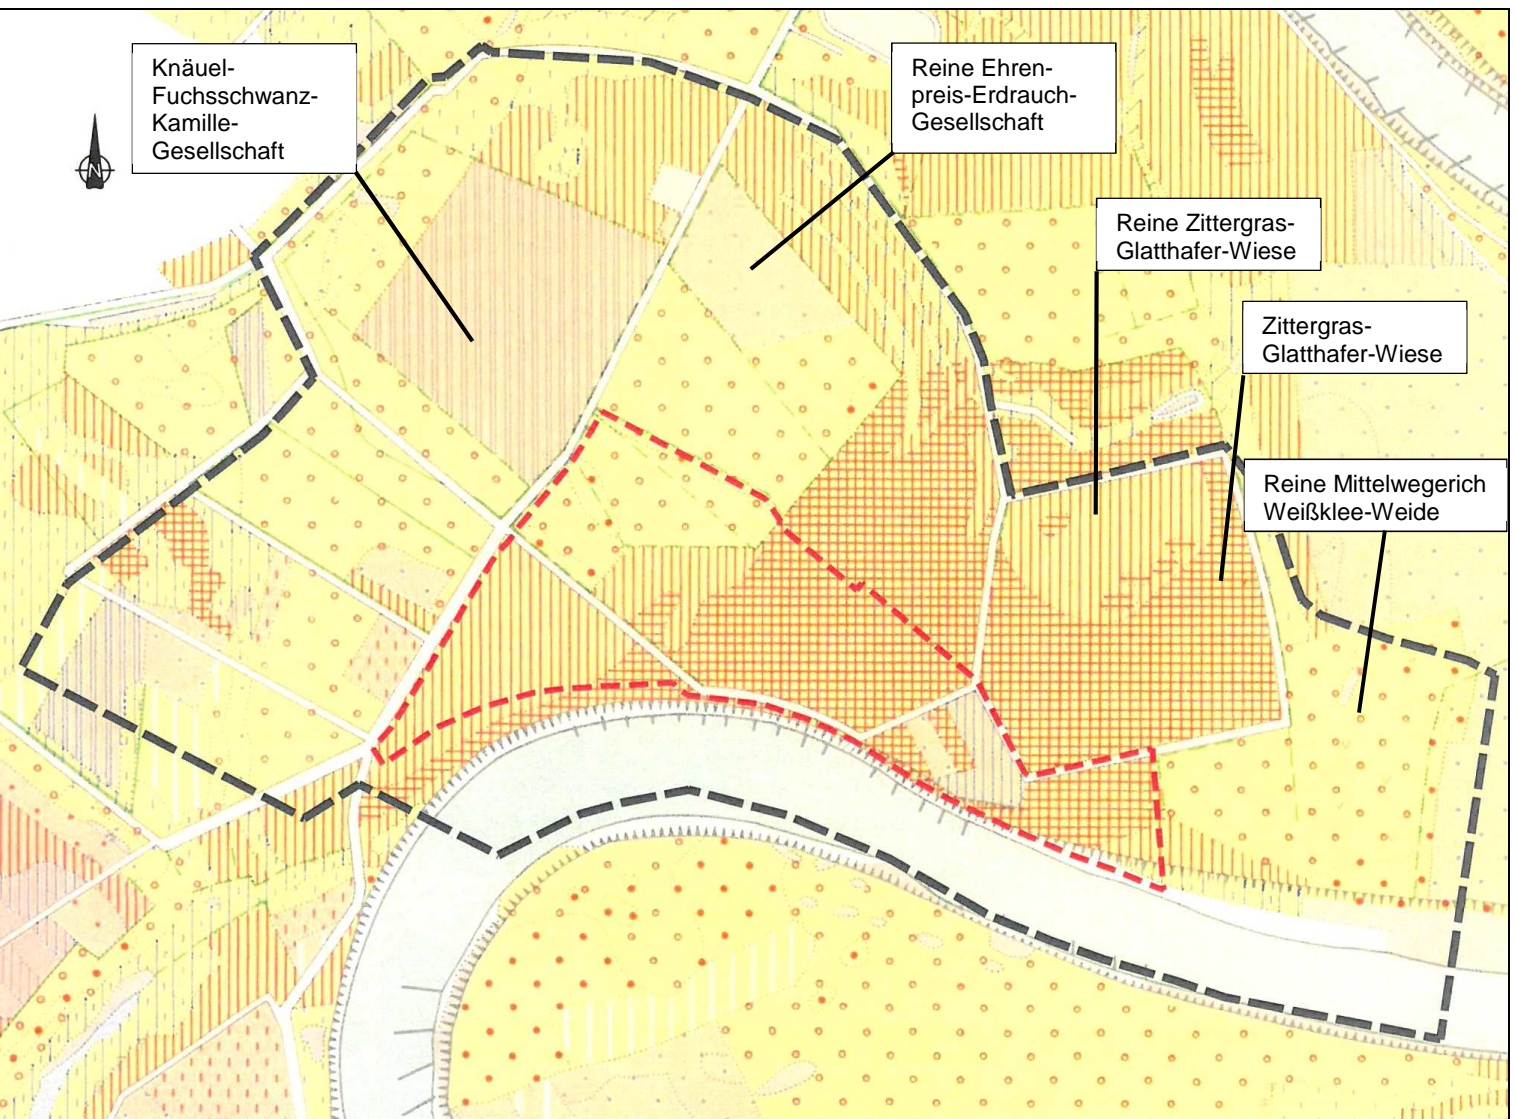 Knäuel-
Fuchsschwanz-
Kamille-
Gesellschaft
Reine Ehren-
preis-Erdrauch-
Gesellschaft
N
Reine Zittergras-
Glatthafer-Wiese
Zittergras-
Glatthafer-Wiese
Reine Mittelwegerich
Weißklee-Weide